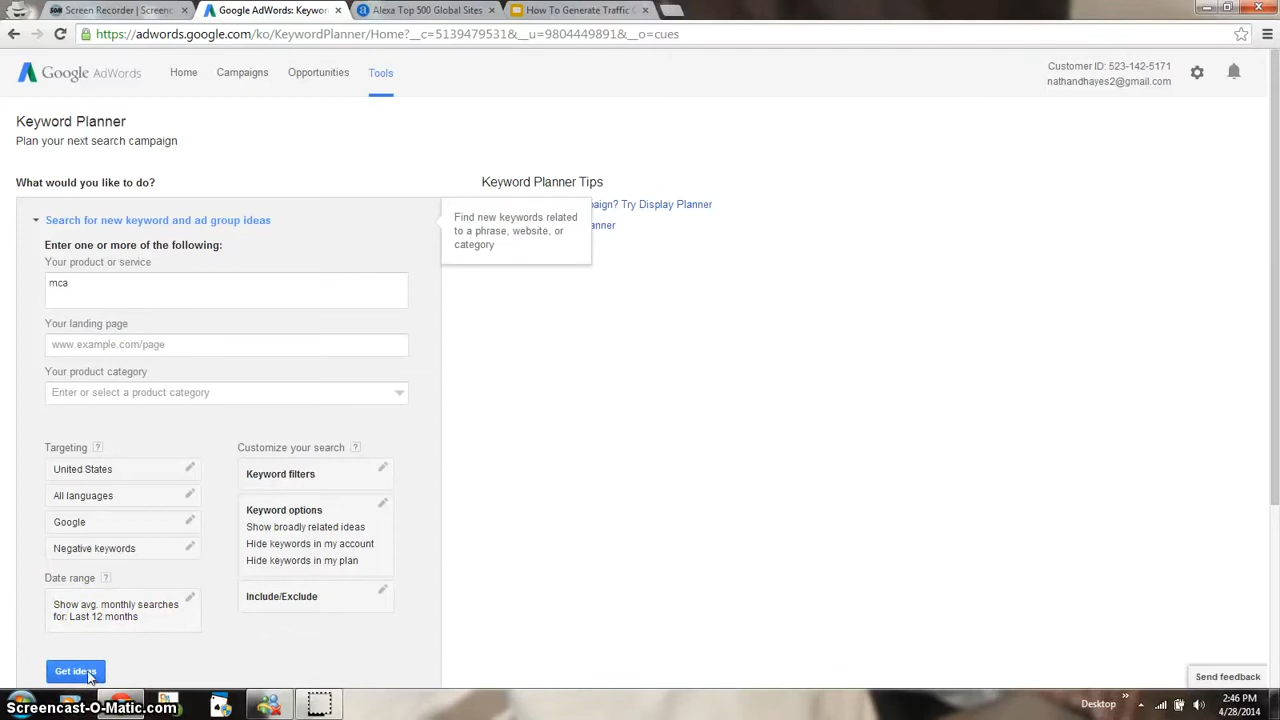 Screen Recorder | Screenc
Google AdWords: Keywor
Alexa Top 500 Global Sites
How To Generate Traffic O
https://adwords.google.com/ko/KeywordPlanner/Home?__c=5139479531&__u=9804449891&__o=cues
Google AdWords
Home
Campaigns
Opportunities
Tools
Customer ID: 523-142-5171
nathandhayes2@gmail.com
Keyword Planner
Plan your next search campaign
What would you like to do?
Keyword Planner Tips
Search for new keyword and ad group ideas
Find new keywords related
to a phrase, website, or
category
paign? Try Display Planner
anner
Enter one or more of the following:
Your product or service
mca
Your landing page
www.example.com/page
Your product category
Enter or select a product category
Targeting ?
Customize your search ?
United States
All languages
Google
Negative keywords
Keyword filters
Keyword options
Show broadly related ideas
Hide keywords in my account
Hide keywords in my plan
Date range ?
Include/Exclude
Show avg. monthly searches
for: Last 12 months
Get ideas
Send feedback
Screencast-O-Matic.com
Desktop
2:46 PM
4/28/2014